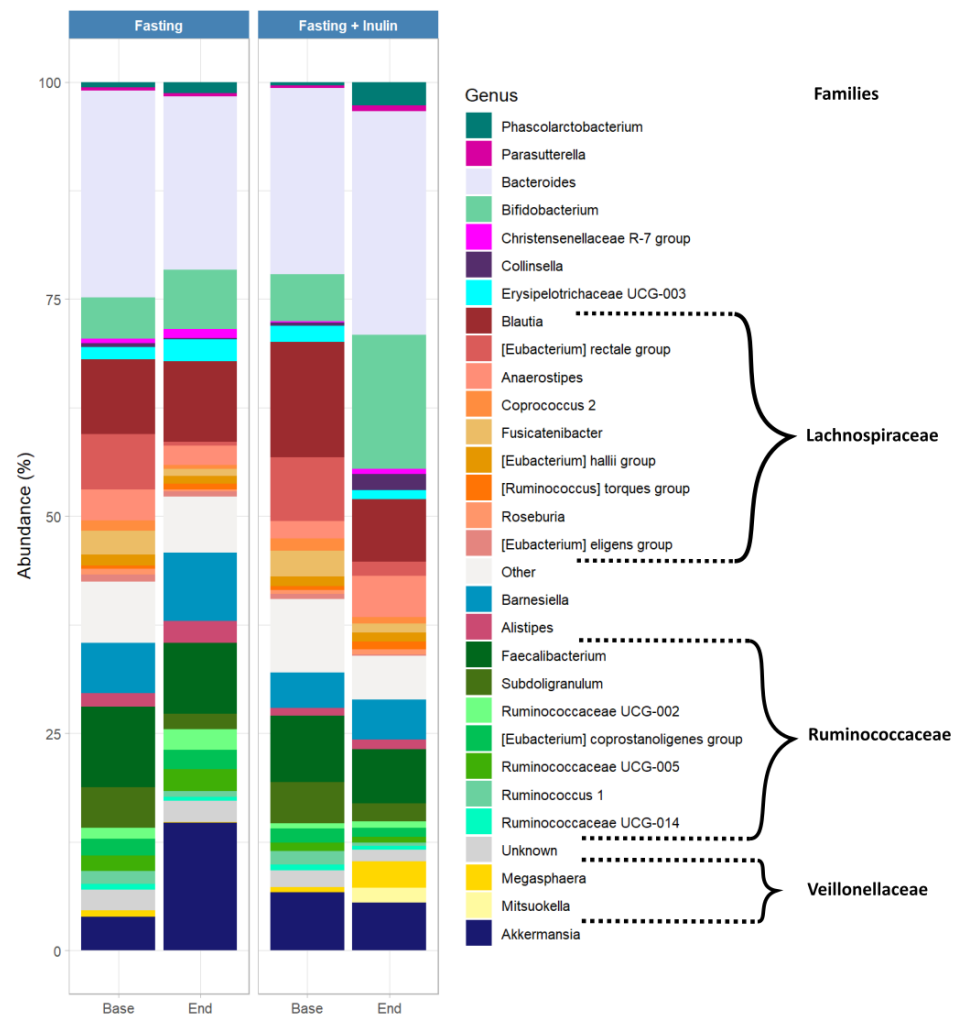 Fasting
Fasting + Inulin
Abundance (%)
100
75
50
25
0
Base
End
Base
End
Genus
Families
Phascolarctobacterium
Parasutterella
Bacteroides
Bifidobacterium
Christensenellaceae R-7 group
Collinsella
Erysipelotrichaceae UCG-003
Blautia
[Eubacterium] rectale group
Anaerostipes
Coprococcus 2
Fusicatenibacter
[Eubacterium] hallii group
[Ruminococcus] torques group
Roseburia
[Eubacterium] eligens group
Other
Barnesiella
Alistipes
Faecalibacterium
Subdoligranulum
Ruminococcaceae UCG-002
[Eubacterium] coprostanoligenes group
Ruminococcaceae UCG-005
Ruminococcus 1
Ruminococcaceae UCG-014
Unknown
Megasphaera
Mitsuokella
Akkermansia
Lachnospiraceae
Ruminococcaceae
Veillonellaceae